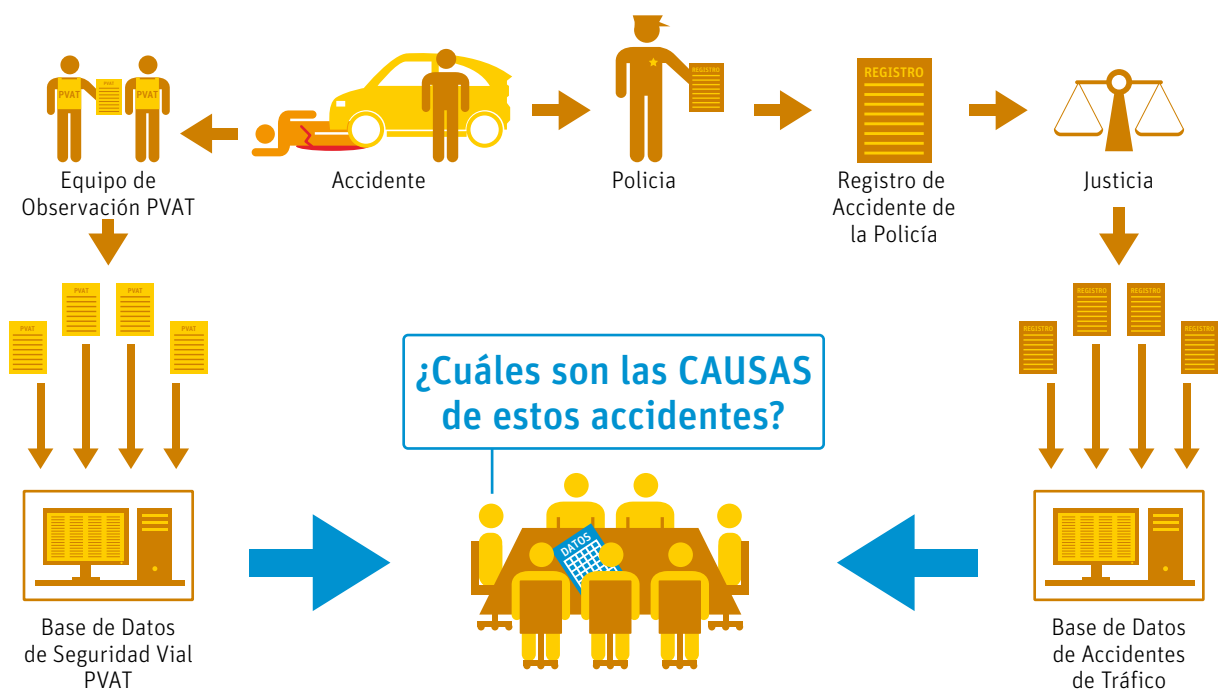 PVAT
PVAT
PVAT
REGISTRO
REGISTRO
Equipo de
Observación PVAT
Accidente
Policia
Registro de
Accidente de
la Policía
Justicia
PVAT
PVAT
PVAT
PVAT
REGISTRO
REGISTRO
REGISTRO
REGISTRO
¿Cuáles son las CAUSAS
de estos accidentes?
DATOS
Base de Datos
de Seguridad Vial
PVAT
Base de Datos
de Accidentes
de Tráfico